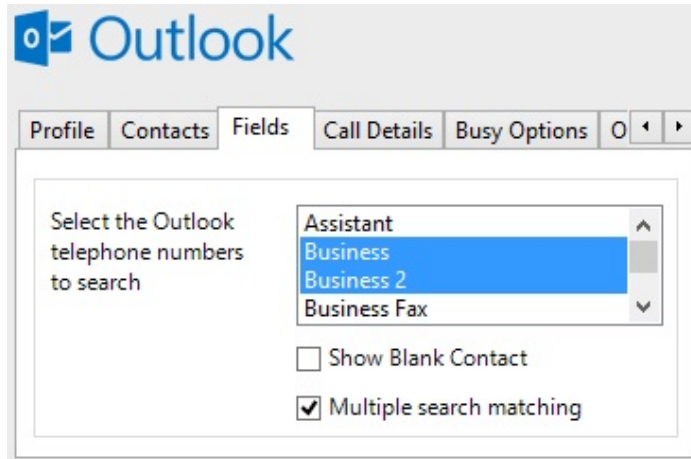 Outlook
Profile Contacts Fields Call Details Busy Options O
Select the Outlook
telephone numbers
to search
Assistant
Business
Business 2
Business Fax
Show Blank Contact
Multiple search matching